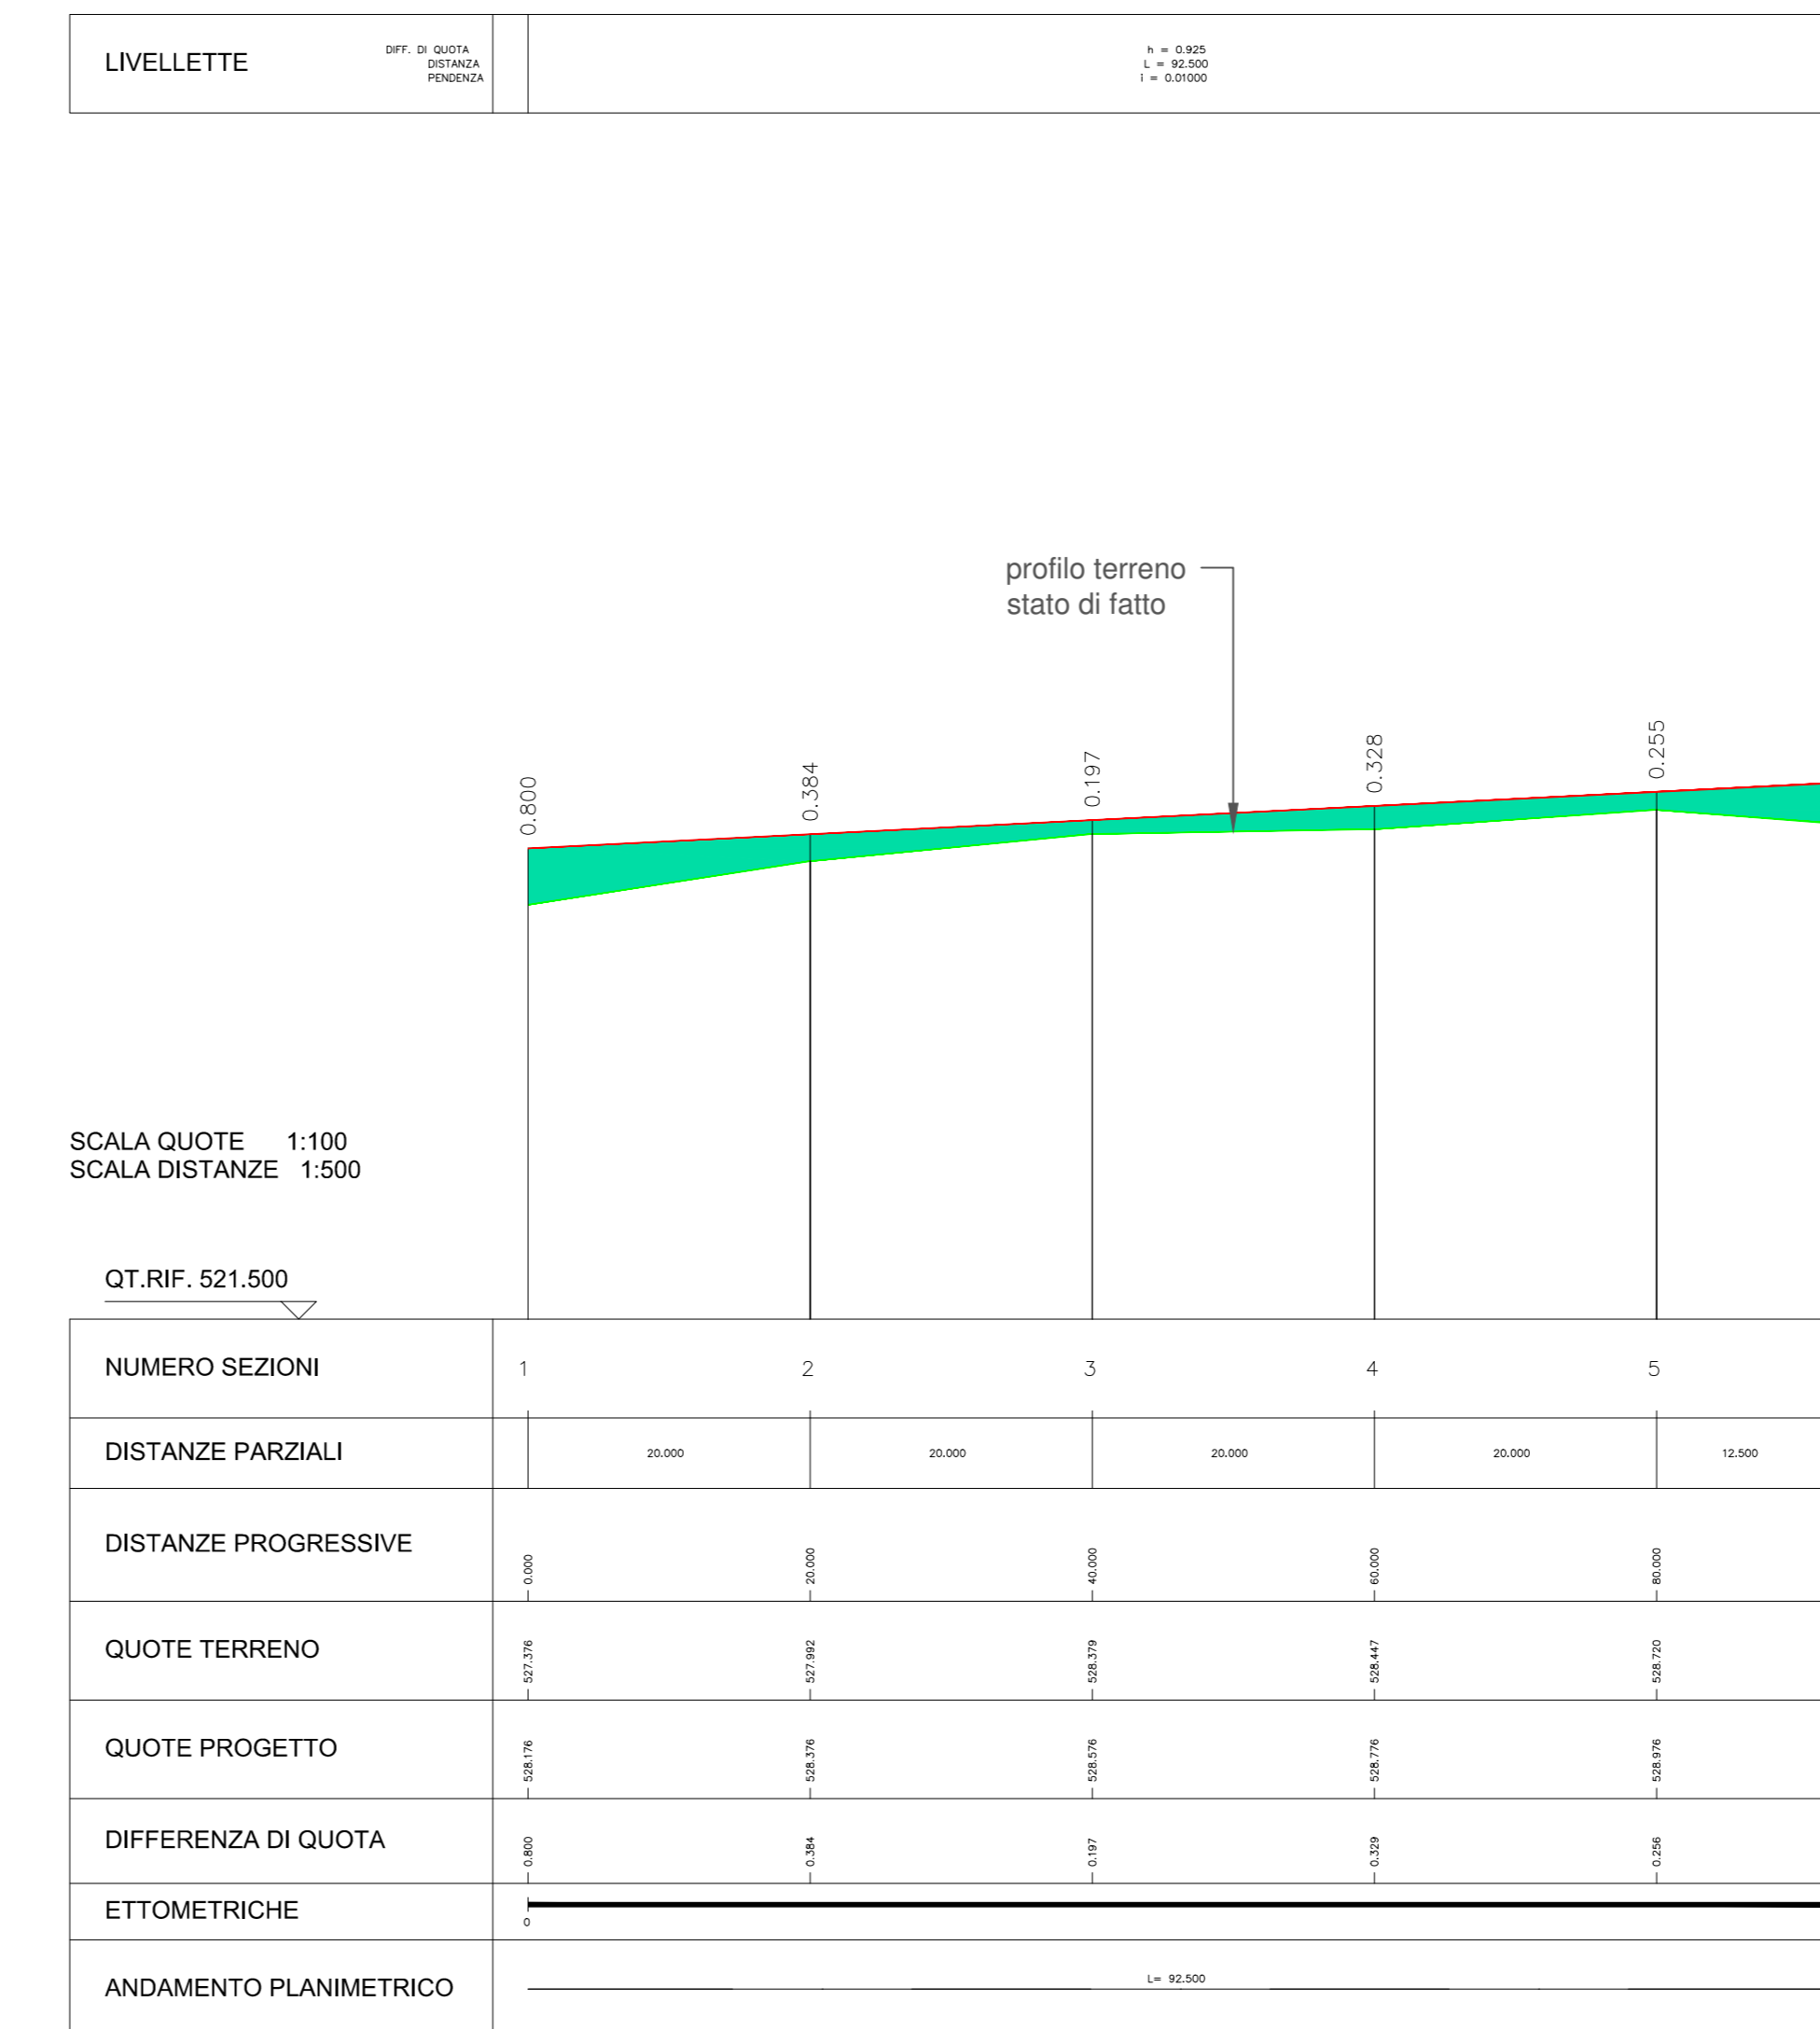 LIVELLETTE
DIFF. DI QUOTA
DISTANZA
PENDENZA
h = 0.925
L = 92.500
i = 0.01000
profilo terreno
stato di fatto
0.800
0.384
0.197
0.328
0.255
SCALA QUOTE 1:100
SCALA DISTANZE 1:500
QT.RIF. 521.500
NUMERO SEZIONI 1 2 3 4 5
DISTANZE PARZIALI 20.000 20.000 20.000 20.000 12.500
DISTANZE PROGRESSIVE 0.000 20.000 40.000 60.000 80.000
QUOTE TERRENO 527.376 527.992 528.379 528.447 528.720
QUOTE PROGETTO 528.176 528.376 528.576 528.776 528.976
DIFFERENZA DI QUOTA 0.800 0.384 0.197 0.329 0.256
ETTOMETRICHE 0
ANDAMENTO PLANIMETRICO L= 92.500